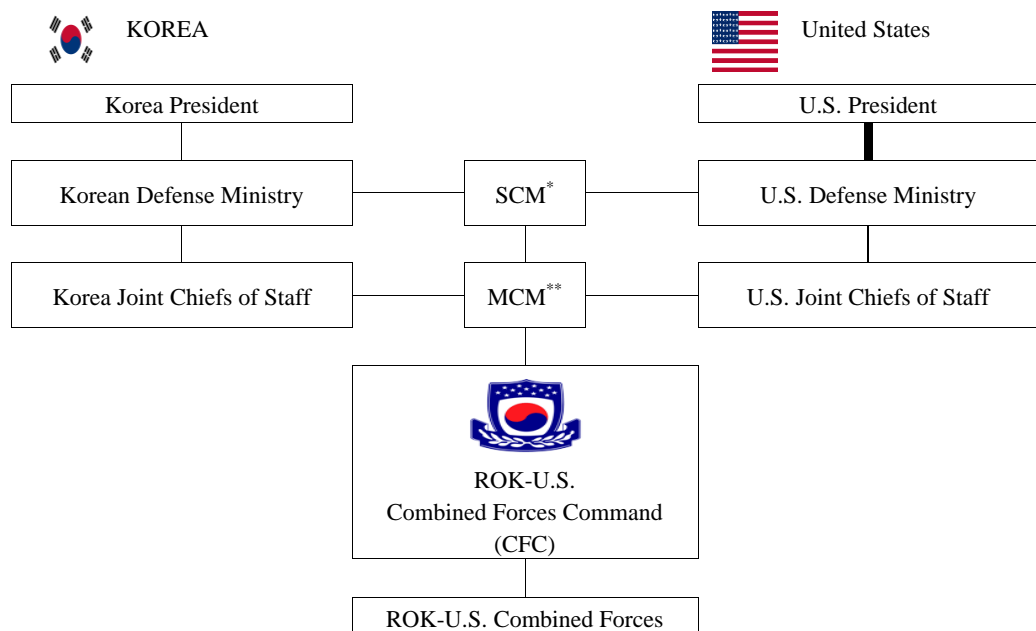 KOREA
United States
Korea President
U.S. President
Korean Defense Ministry
SCM*
U.S. Defense Ministry
Korea Joint Chiefs of Staff
MCM**
U.S. Joint Chiefs of Staff
ROK-U.S.
Combined Forces Command
(CFC)
ROK-U.S. Combined Forces